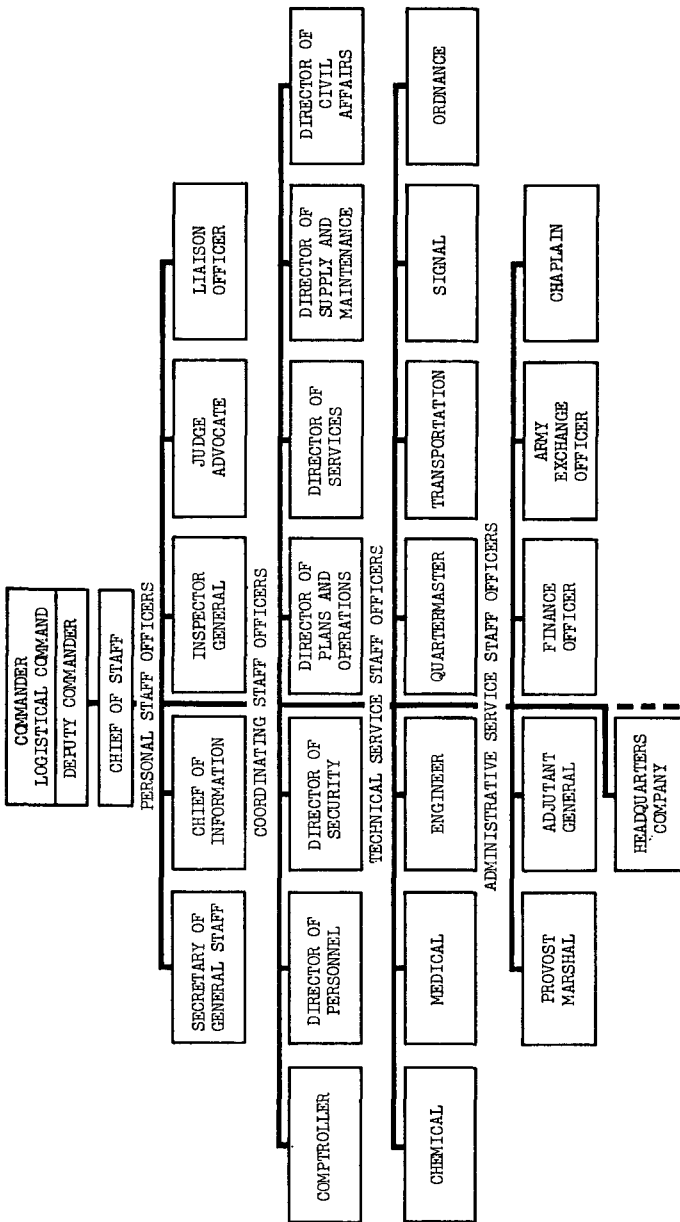 COMMANDER
LOGISTICAL COMMAND
DEPUTY COMMANDER
CHIEF OF STAFF
PERSONAL STAFF OFFICERS
SECRETARY OF
GENERAL STAFF
CHIEF OF
INFORMATION
INSPECTOR
GENERAL
JUDGE
ADVOCATE
LIAISON
OFFICER
COORDINATING STAFF OFFICERS
COMPTROLLER
DIRECTOR OF
PERSONNEL
DIRECTOR OF
SECURITY
DIRECTOR OF
PLANS AND
OPERATIONS
DIRECTOR OF
SERVICES
DIRECTOR OF
SUPPLY AND
MAINTENANCE
DIRECTOR OF
CIVIL
AFFAIRS
TECHNICAL SERVICE STAFF OFFICERS
CHEMICAL
MEDICAL
ENGINEER
QUARTERMASTER
TRANSPORTATION
SIGNAL
ORDNANCE
ADMINISTRATIVE SERVICE STAFF OFFICERS
PROVOST
MARSHAL
ADJUTANT
GENERAL
FINANCE
OFFICER
ARMY
EXCHANGE
OFFICER
CHAPLAIN
HEADQUARTERS
COMPANY